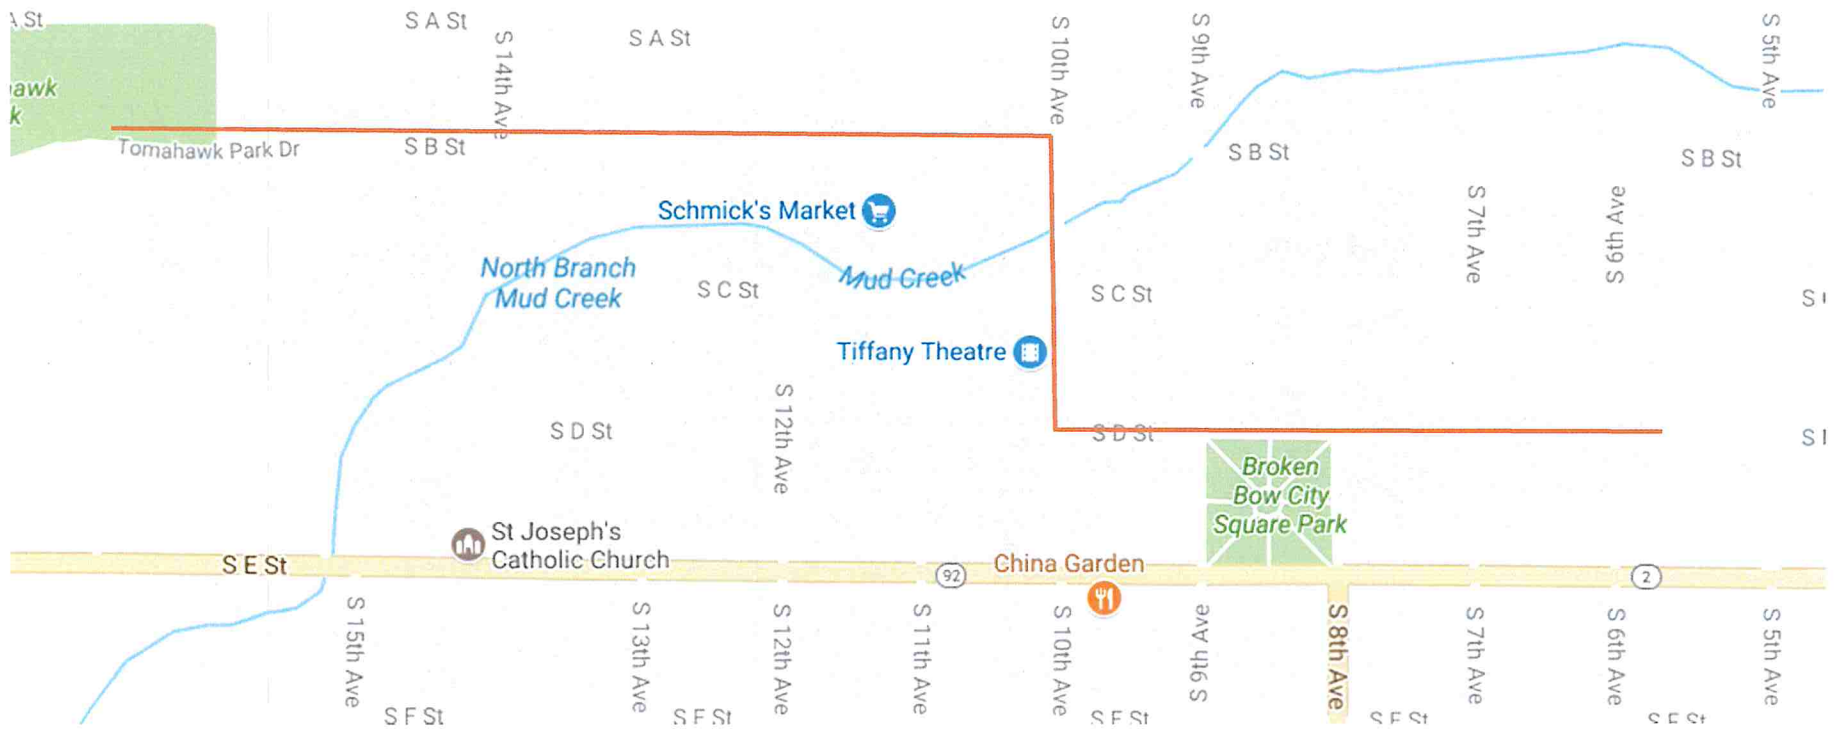 A St
S A St
S A St
S 14th Ave
S 10th Ave
S 9th Ave
S 5th Ave
awk
k
Tomahawk Park Dr
S B St
S B St
S B St
Schmick's Market
S 7th Ave
S 6th Ave
North Branch
Mud Creek
Mud Creek
S C St
S C St
S
Tiffany Theatre
S 12th Ave
S D St
S D St
S
Broken
Bow City
Square Park
St Joseph's
Catholic Church
S E St
92
China Garden
2
S 15th Ave
S 13th Ave
S 12th Ave
S 11th Ave
S 10th Ave
S 9th Ave
S 8th Ave
S 7th Ave
S 6th Ave
S 5th Ave
S F St
S F St
S F St
S F St
S F St